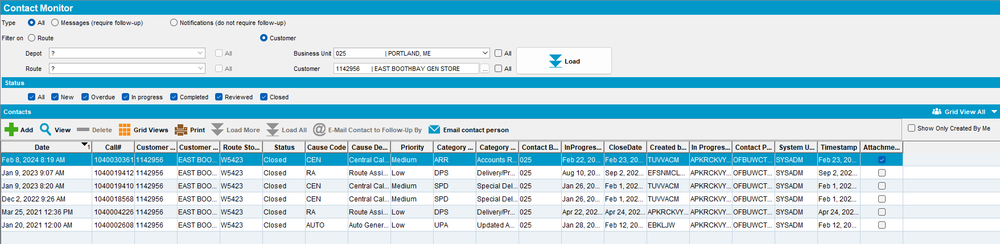 Contact Monitor
Type All Messages (require follow-up) Notifications (do not require follow-up)
Filter on Route Customer
Depot ? All Business Unit 025 | PORTLAND, ME All Load
Route ? All Customer 1142956 | EAST BOOTHBAY GEN STORE ... All
Status
All New Overdue In progress Completed Reviewed Closed
Contacts Grid View All
Add View Delete Grid Views Print Load More Load All E-Mail Contact to Follow-Up By Email contact person Show Only Created By Me
Date 1 Call# Customer ... Customer ... Route Sto... Status Cause Code Cause De... Priority Category ... Category ... Contact B... InProgres... CloseDate Created b... In Progres... Contact P... System U... Timestamp Attachme...
Feb 8, 2024 8:19 AM 1040030361 1142956 EAST BOO... W5423 Closed CEN Central Cal... Medium ARR Accounts R... 025 Feb 22, 20... Feb 23, 20... TUVVACM APKRCKVY... OFBUWCT... SYSADM Feb 23, 20...
Jan 9, 2023 9:07 AM 1040019412 1142956 EAST BOO... W5423 Closed RA Route Assi... Low DPS Delivery/Pr... 025 Aug 10, 20... Sep 2, 202... EFSNMCL... APKRCKVY... OFBUWCT... SYSADM Sep 2, 202...
Jan 9, 2023 8:20 AM 1040019410 1142956 EAST BOO... W5423 Closed CEN Central Cal... Medium SPD Special Del... 025 Jan 26, 20... Feb 1, 202... TUVVACM APKRCKVY... OFBUWCT... SYSADM Feb 1, 202...
Dec 2, 2022 9:26 AM 1040018568 1142956 EAST BOO... W5423 Closed CEN Central Cal... Medium SPD Special Del... 025 Jan 26, 20... Feb 1, 202... TUVVACM APKRCKVY... OFBUWCT... SYSADM Feb 1, 202...
Mar 25, 2021 12:36 PM 1040004226 1142956 EAST BOO... W5423 Closed RA Route Assi... Low DPS Delivery/Pr... 025 Apr 22, 202... Apr 24, 202... APKRCKVY... APKRCKVY... OFBUWCT... SYSADM Apr 24, 202...
Jan 20, 2021 12:00 AM 1040002608 1142956 EAST BOO... W5423 Closed AUTO Auto Gener... Low UPA Updated A... 025 Jan 28, 20... Feb 12, 20... EBKLJW APKRCKVY... OFBUWCT... SYSADM Feb 12, 20...